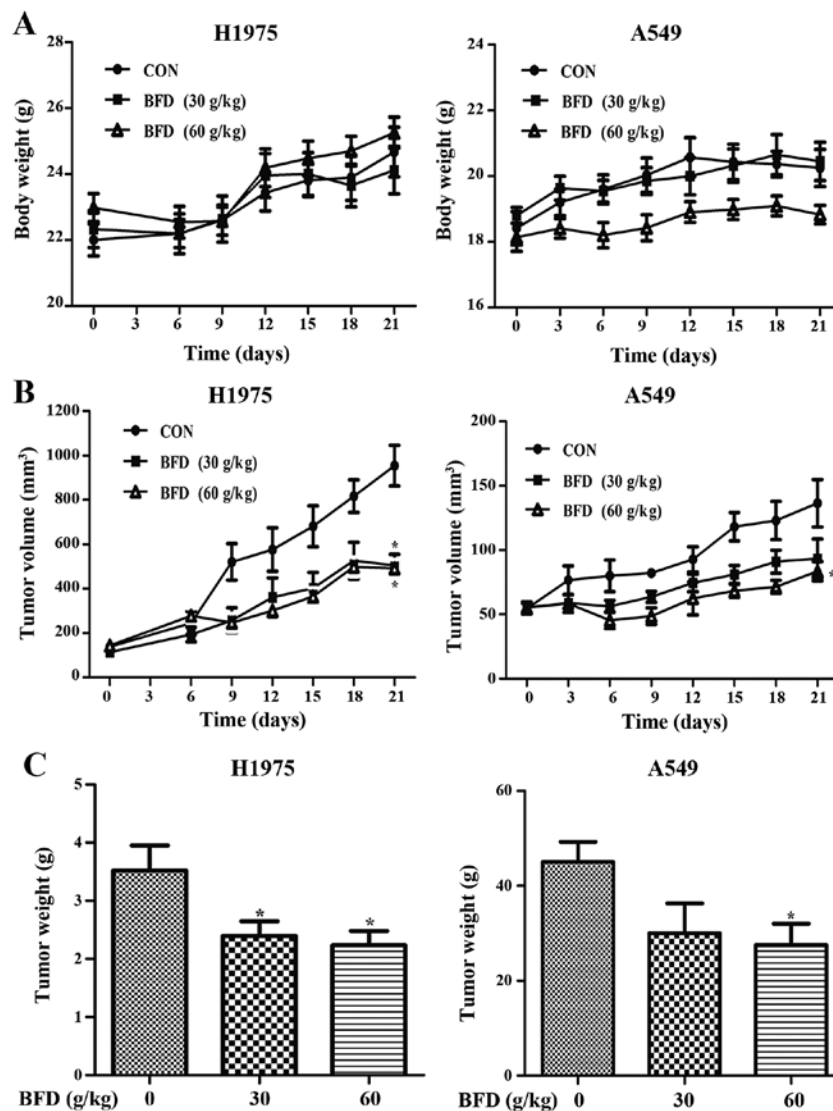 A
H1975
Body weight (g)
28
26
24
22
20
CON
BFD (30 g/kg)
BFD (60 g/kg)
0 3 6 9 12 15 18 21
Time (days)
A549
Body weight (g)
24
22
20
18
16
CON
BFD (30 g/kg)
BFD (60 g/kg)
0 3 6 9 12 15 18 21
Time (days)
B
H1975
Tumor volume (mm³)
1200
1000
800
600
400
200
0
CON
BFD (30 g/kg)
BFD (60 g/kg)
*
*
0 3 6 9 12 15 18 21
Time (days)
A549
Tumor volume (mm³)
200
150
100
50
0
CON
BFD (30 g/kg)
BFD (60 g/kg)
*
0 3 6 9 12 15 18 21
Time (days)
C
H1975
Tumor weight (g)
5
4
3
2
1
0
*
*
BFD (g/kg) 0 30 60
A549
Tumor weight (g)
60
40
20
0
*
BFD (g/kg) 0 30 60